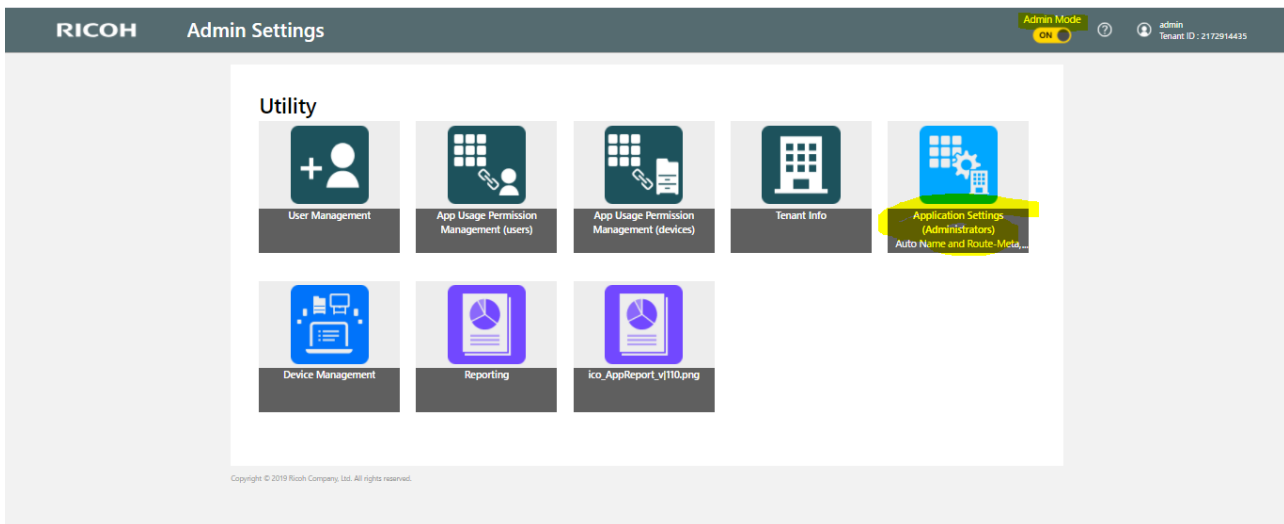 RICOH
Admin Settings
Admin Mode
ON
admin
Tenant ID : 2172914435
Utility
User Management
App Usage Permission
Management (users)
App Usage Permission
Management (devices)
Tenant Info
Application Settings
(Administrators)
Auto Name and Route-Meta,...
Device Management
Reporting
ico_AppReport_v|110.png
Copyright © 2019 Ricoh Company, Ltd. All rights reserved.